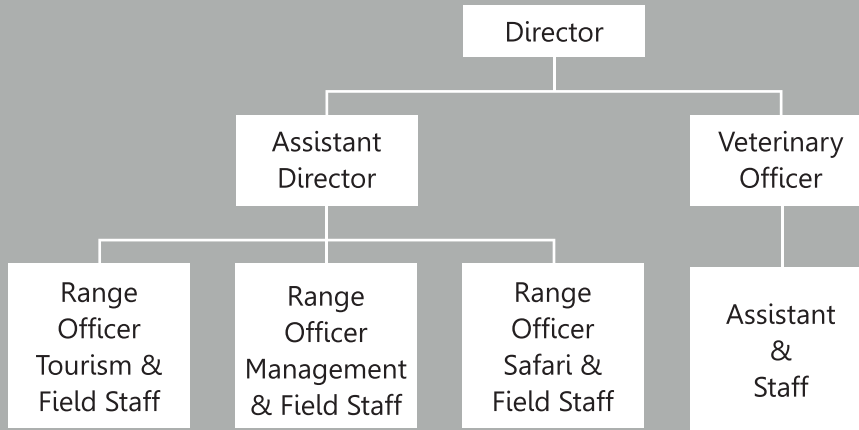 Director
Assistant
Director
Veterinary
Officer
Range
Officer
Tourism &
Field Staff
Range
Officer
Management
& Field Staff
Range
Officer
Safari &
Field Staff
Assistant
&
Staff